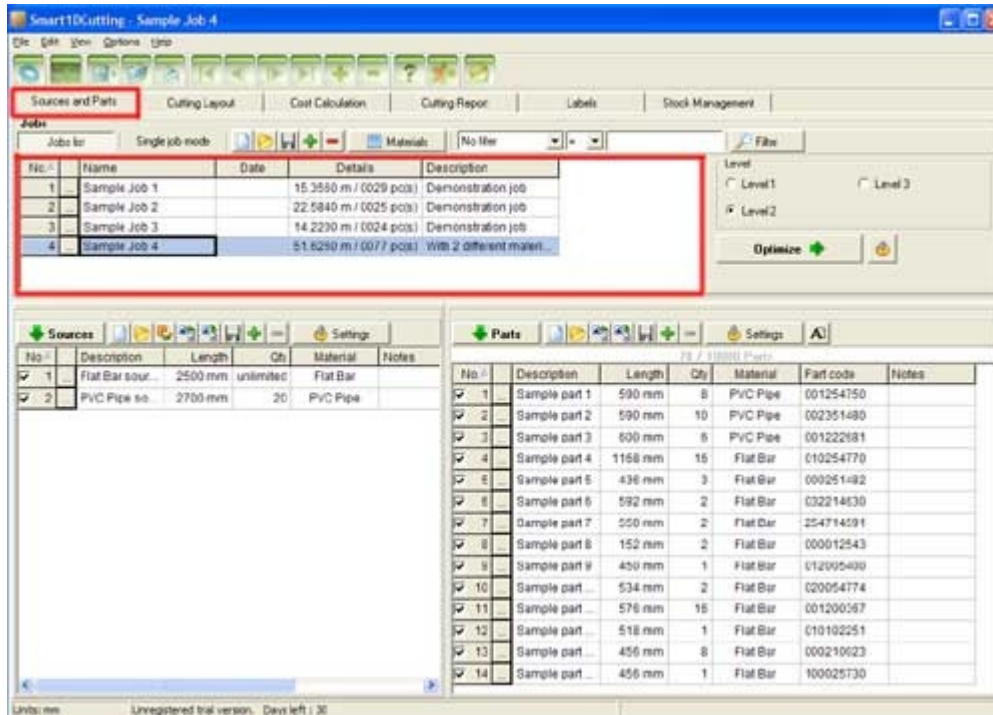 Smart1DCutting - Sample Job 4
File Edit View Options Help
Sources and Parts Cutting Layout Cost Calculation Cutting Repor Labels Stock Management
Jobs
Jobs list Single job mode Materials No filter = Filter
No. Name Date Details Description
1 ... Sample Job 1 15.3550 m / 0029 pc(s) Demonstration job
2 ... Sample Job 2 22.5840 m / 0025 pc(s) Demonstration job
3 ... Sample Job 3 14.2230 m / 0024 pc(s) Demonstration job
4 ... Sample Job 4 51.6250 m / 0077 pc(s) With 2 different materi...
Level
Level1 Level 3
Level2
Optimize
Sources Settings
No Description Length Qty Material Notes
1 ... Flat Bar sour... 2500 mm unlimited Flat Bar
2 ... PVC Pipe so... 2700 mm 20 PVC Pipe
Parts Settings A
/ 10000 Parts
No. Description Length Qty Material Part code Notes
1 ... Sample part 1 590 mm 8 PVC Pipe 001254750
2 ... Sample part 2 590 mm 10 PVC Pipe 002351480
3 ... Sample part 3 600 mm 6 PVC Pipe 001222681
4 ... Sample part 4 1168 mm Flat Bar 010254770
Sample part 5 436 mm 3 Flat Bar 000251482
6 ... Sample part 6 592 mm 2 Flat Bar 032214630
7 ... Sample part 7 550 mm 2 Flat Bar 254714591
8 ... Sample part 8 152 mm 2 Flat Bar 000012543
9 ... Sample part 9 450 mm 1 Flat Bar 012005400
10 ... Sample part ... 534 mm 2 Flat Bar 020054774
11 ... Sample part ... 576 mm Flat Bar 001200367
12 ... Sample part ... 518 mm 1 Flat Bar 010102251
13 ... Sample part ... 456 mm 8 Flat Bar 000210023
14 ... Sample part ... 456 mm 1 Flat Bar 100025730
Units: mm Unregistered trial version. Days left : 30